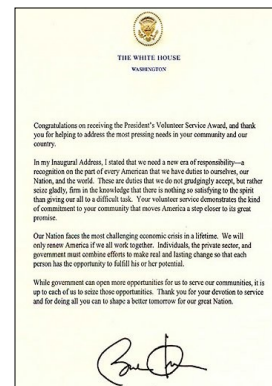 THE WHITE HOUSE
WASHINGTON
Congratulations on receiving the President's Volunteer Service Award, and thank
you for helping to address the most pressing needs in your community and our
country.
In my Inaugural Address, I stated that we need a new era of responsibility—a
recognition on the part of every American that we have duties to ourselves, our
Nation, and the world. These are duties that we do not grudgingly accept, but rather
seize gladly, firm in the knowledge that there is nothing so satisfying to the spirit
than giving our all to a difficult task. Your volunteer service demonstrates the kind
of commitment to your community that moves America a step closer to its great
promise.
Our Nation faces the most challenging economic crisis in a lifetime. We will
only renew America if we all work together. Individuals, the private sector, and
government must combine efforts to make real and lasting change so that each
person has the opportunity to fulfill his or her potential.
While government can open more opportunities for us to serve our communities, it is
up to each of us to seize those opportunities. Thank you for your devotion to service
and for doing all you can to shape a better tomorrow for our great Nation.